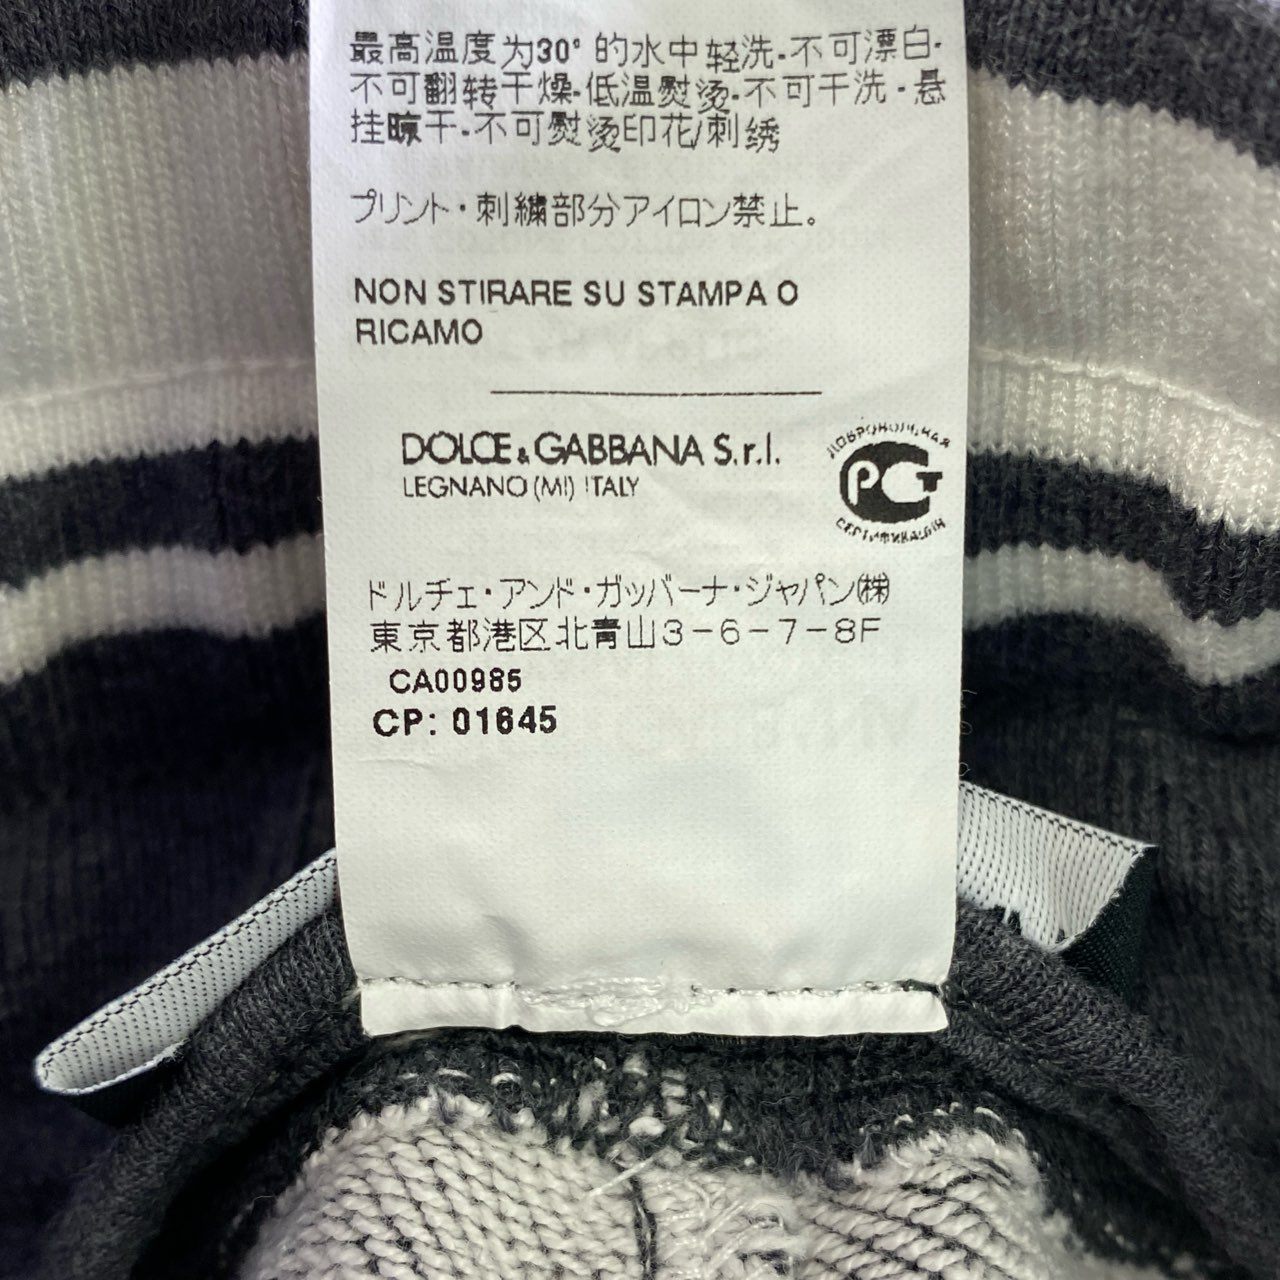 最高温度为30°的水中轻洗-不可漂白-
不可翻转干燥-低温熨烫-不可干洗-悬
挂晾干-不可熨烫印花/刺绣
プリント・刺繍部分アイロン禁止。
NON STIRARE SU STAMPA O
RICAMO
DOLCE & GABBANA S.r.l.
LEGNANO (MI) ITALY
ДОБРОВОЛЬНАЯ
РСТ
СЕРТИФИКАЦИЯ
ドルチェ・アンド・ガッバーナ・ジャパン㈱
東京都港区北青山3-6-7-8F
CA00985
CP: 01645